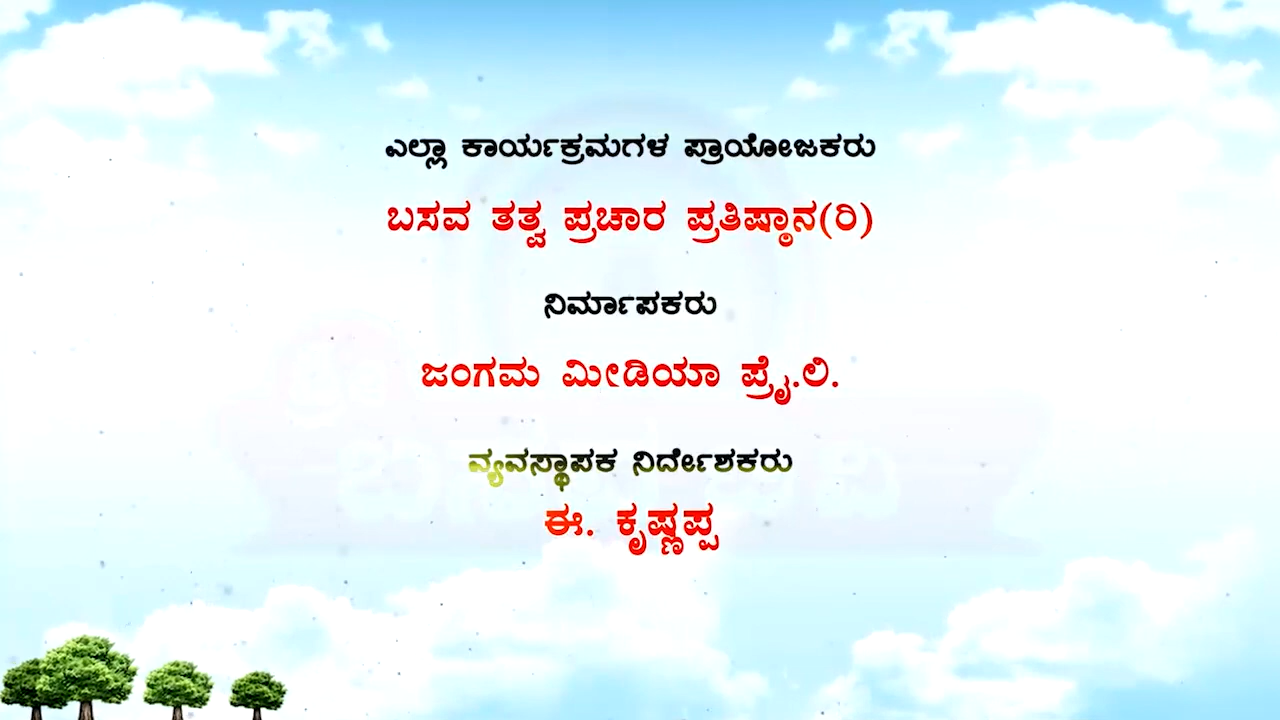 ಎಲ್ಲಾ ಕಾರ್ಯಕ್ರಮಗಳ ಪ್ರಾಯೋಜಕರು
ಬಸವ ತತ್ವ ಪ್ರಚಾರ ಪ್ರತಿಷ್ಠಾನ(ರಿ)
ನಿರ್ಮಾಪಕರು
ಜಂಗಮ ಮೀಡಿಯಾ ಪ್ರೈ.ಲಿ.
ವ್ಯವಸ್ಥಾಪಕ ನಿರ್ದೇಶಕರು
ಈ. ಕೃಷ್ಣಪ್ಪ